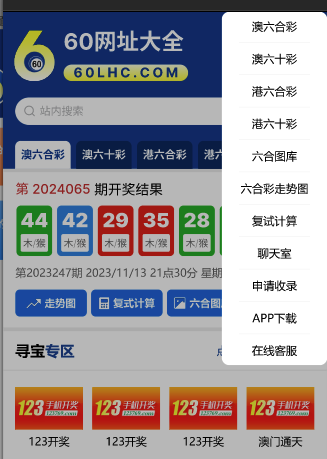 60网址大全
60
60LHC.COM
站内搜索
澳六合彩
澳六十彩
港六合彩
港六
第 2024065 期开奖结果
44
42
29
35
28
木/猴
木/猴
木/猴
木/猴
木/猴
第2023247期 2023/11/13 21点30分 星期
走势图
复式计算
六合图
寻宝专区
123手机开奖
123手机开奖
123手机开奖
123手机开奖
123开奖
123开奖
123开奖
澳门通天
澳六合彩
澳六十彩
港六合彩
港六十彩
六合图库
六合彩走势图
复试计算
聊天室
申请收录
APP下载
在线客服